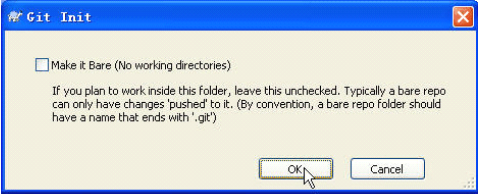 Git Init
Make it Bare (No working directories)
If you plan to work inside this folder, leave this unchecked. Typically a bare repo
can only have changes 'pushed' to it. (By convention, a bare repo folder should
have a name that ends with '.git')
OK
Cancel